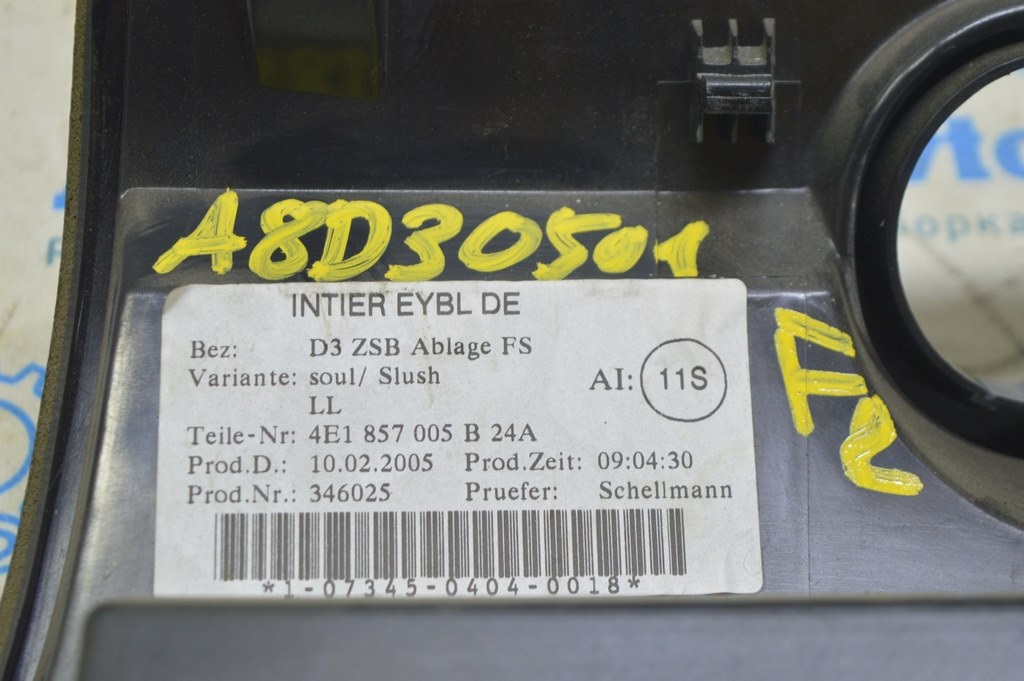 A8D30501
INTIER EYBL DE
Bez: D3 ZSB Ablage FS
Variante: soul/ Slush
LL
AI: 11S
Teile-Nr: 4E1 857 005 B 24A
Prod.D.: 10.02.2005 Prod.Zeit: 09:04:30
Prod.Nr.: 346025 Pruefer: Schellmann
*1-07345-0404-0018*
F2